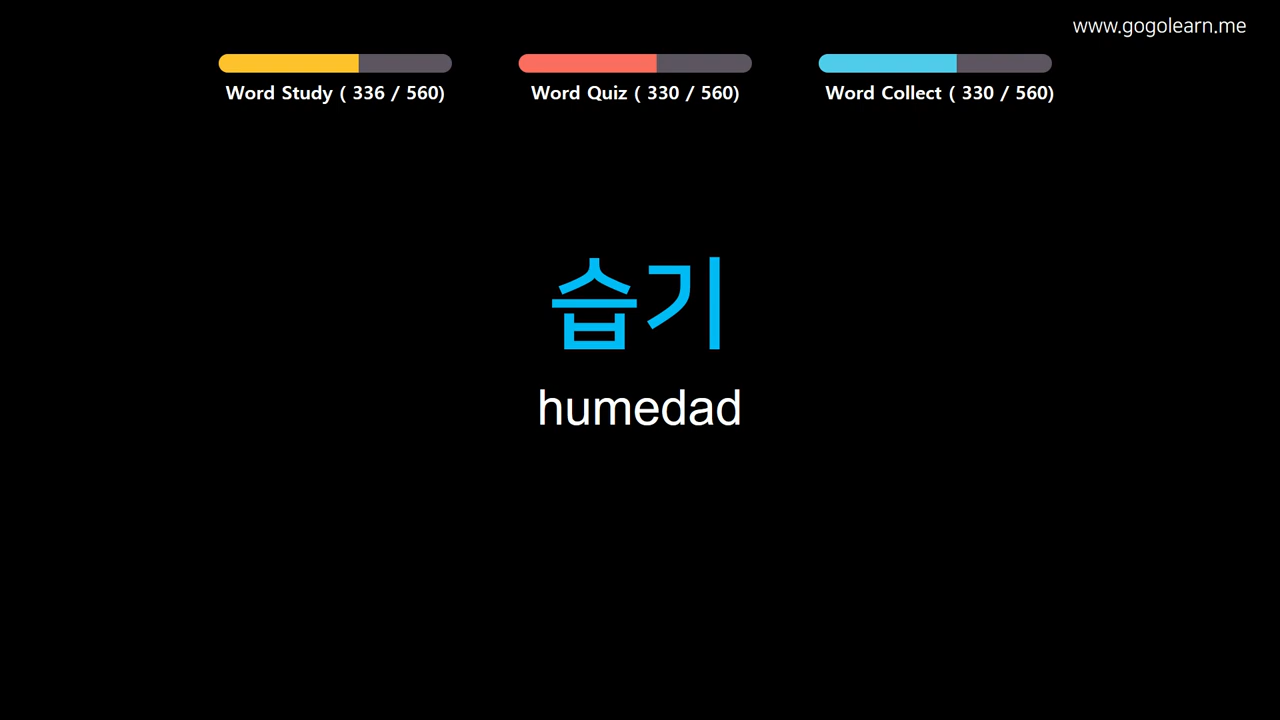 www.gogolearn.me
Word Study ( 336 / 560)
Word Quiz ( 330 / 560)
Word Collect ( 330 / 560)
습기
humedad